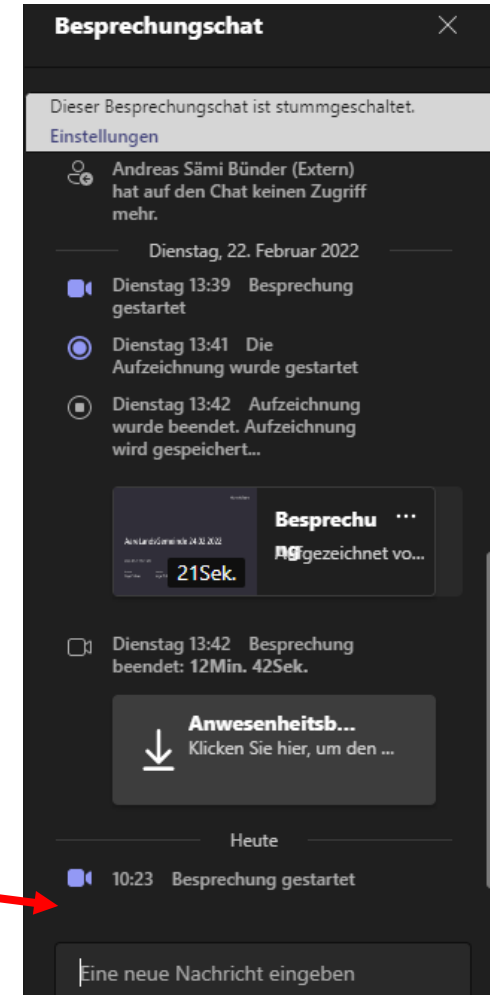 Besprechungschat
Dieser Besprechungschat ist stummgeschaltet.
Einstellungen
Andreas Sämi Bünder (Extern)
hat auf den Chat keinen Zugriff
mehr.
Dienstag, 22. Februar 2022
Dienstag 13:39 Besprechung
gestartet
Dienstag 13:41 Die
Aufzeichnung wurde gestartet
Dienstag 13:42 Aufzeichnung
wurde beendet. Aufzeichnung
wird gespeichert...
Besprechu
ng
Aufgezeichnet vo...
21Sek.
Dienstag 13:42 Besprechung
beendet: 12Min. 42Sek.
Anwesenheitsb...
Klicken Sie hier, um den ...
Heute
10:23 Besprechung gestartet
Eine neue Nachricht eingeben